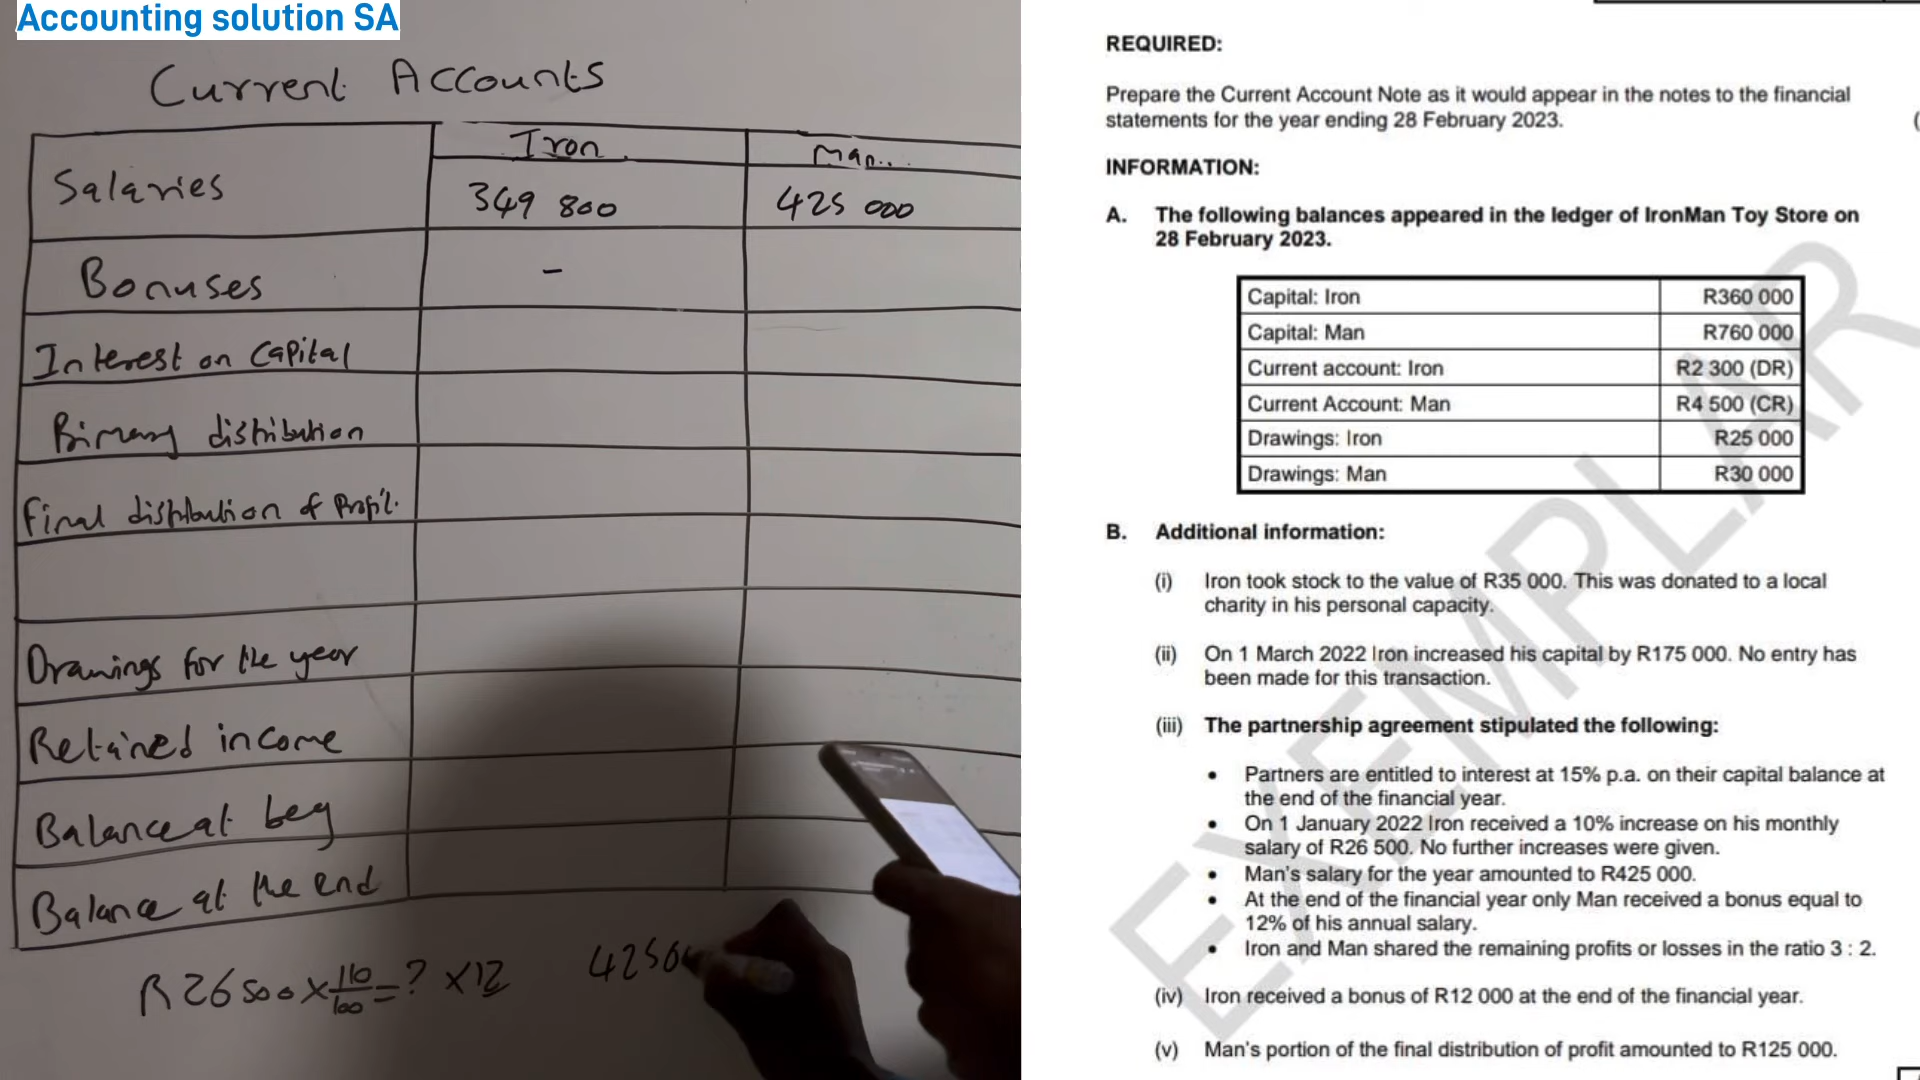 Accounting solution SA
Current Accounts
Iron
Man..
Salaries
349 800
425 000
Bonuses
-
Interest on Capital
Primary distribution
Final distribution of Profit.
Drawings for the year
Retained income
Balance at beg
Balance at the end
R26500 × 110/100 = ? × 12
REQUIRED:
Prepare the Current Account Note as it would appear in the notes to the financial
statements for the year ending 28 February 2023.
INFORMATION:
A. The following balances appeared in the ledger of IronMan Toy Store on
28 February 2023.
Capital: Iron R360 000
Capital: Man R760 000
Current account: Iron R2 300 (DR)
Current Account: Man R4 500 (CR)
Drawings: Iron R25 000
Drawings: Man R30 000
B. Additional information:
(i) Iron took stock to the value of R35 000. This was donated to a local
charity in his personal capacity.
(ii) On 1 March 2022 Iron increased his capital by R175 000. No entry has
been made for this transaction.
(iii) The partnership agreement stipulated the following:
• Partners are entitled to interest at 15% p.a. on their capital balance at
the end of the financial year.
• On 1 January 2022 Iron received a 10% increase on his monthly
salary of R26 500. No further increases were given.
• Man's salary for the year amounted to R425 000.
• At the end of the financial year only Man received a bonus equal to
12% of his annual salary.
• Iron and Man shared the remaining profits or losses in the ratio 3 : 2.
(iv) Iron received a bonus of R12 000 at the end of the financial year.
(v) Man's portion of the final distribution of profit amounted to R125 000.
EXEMPLAR